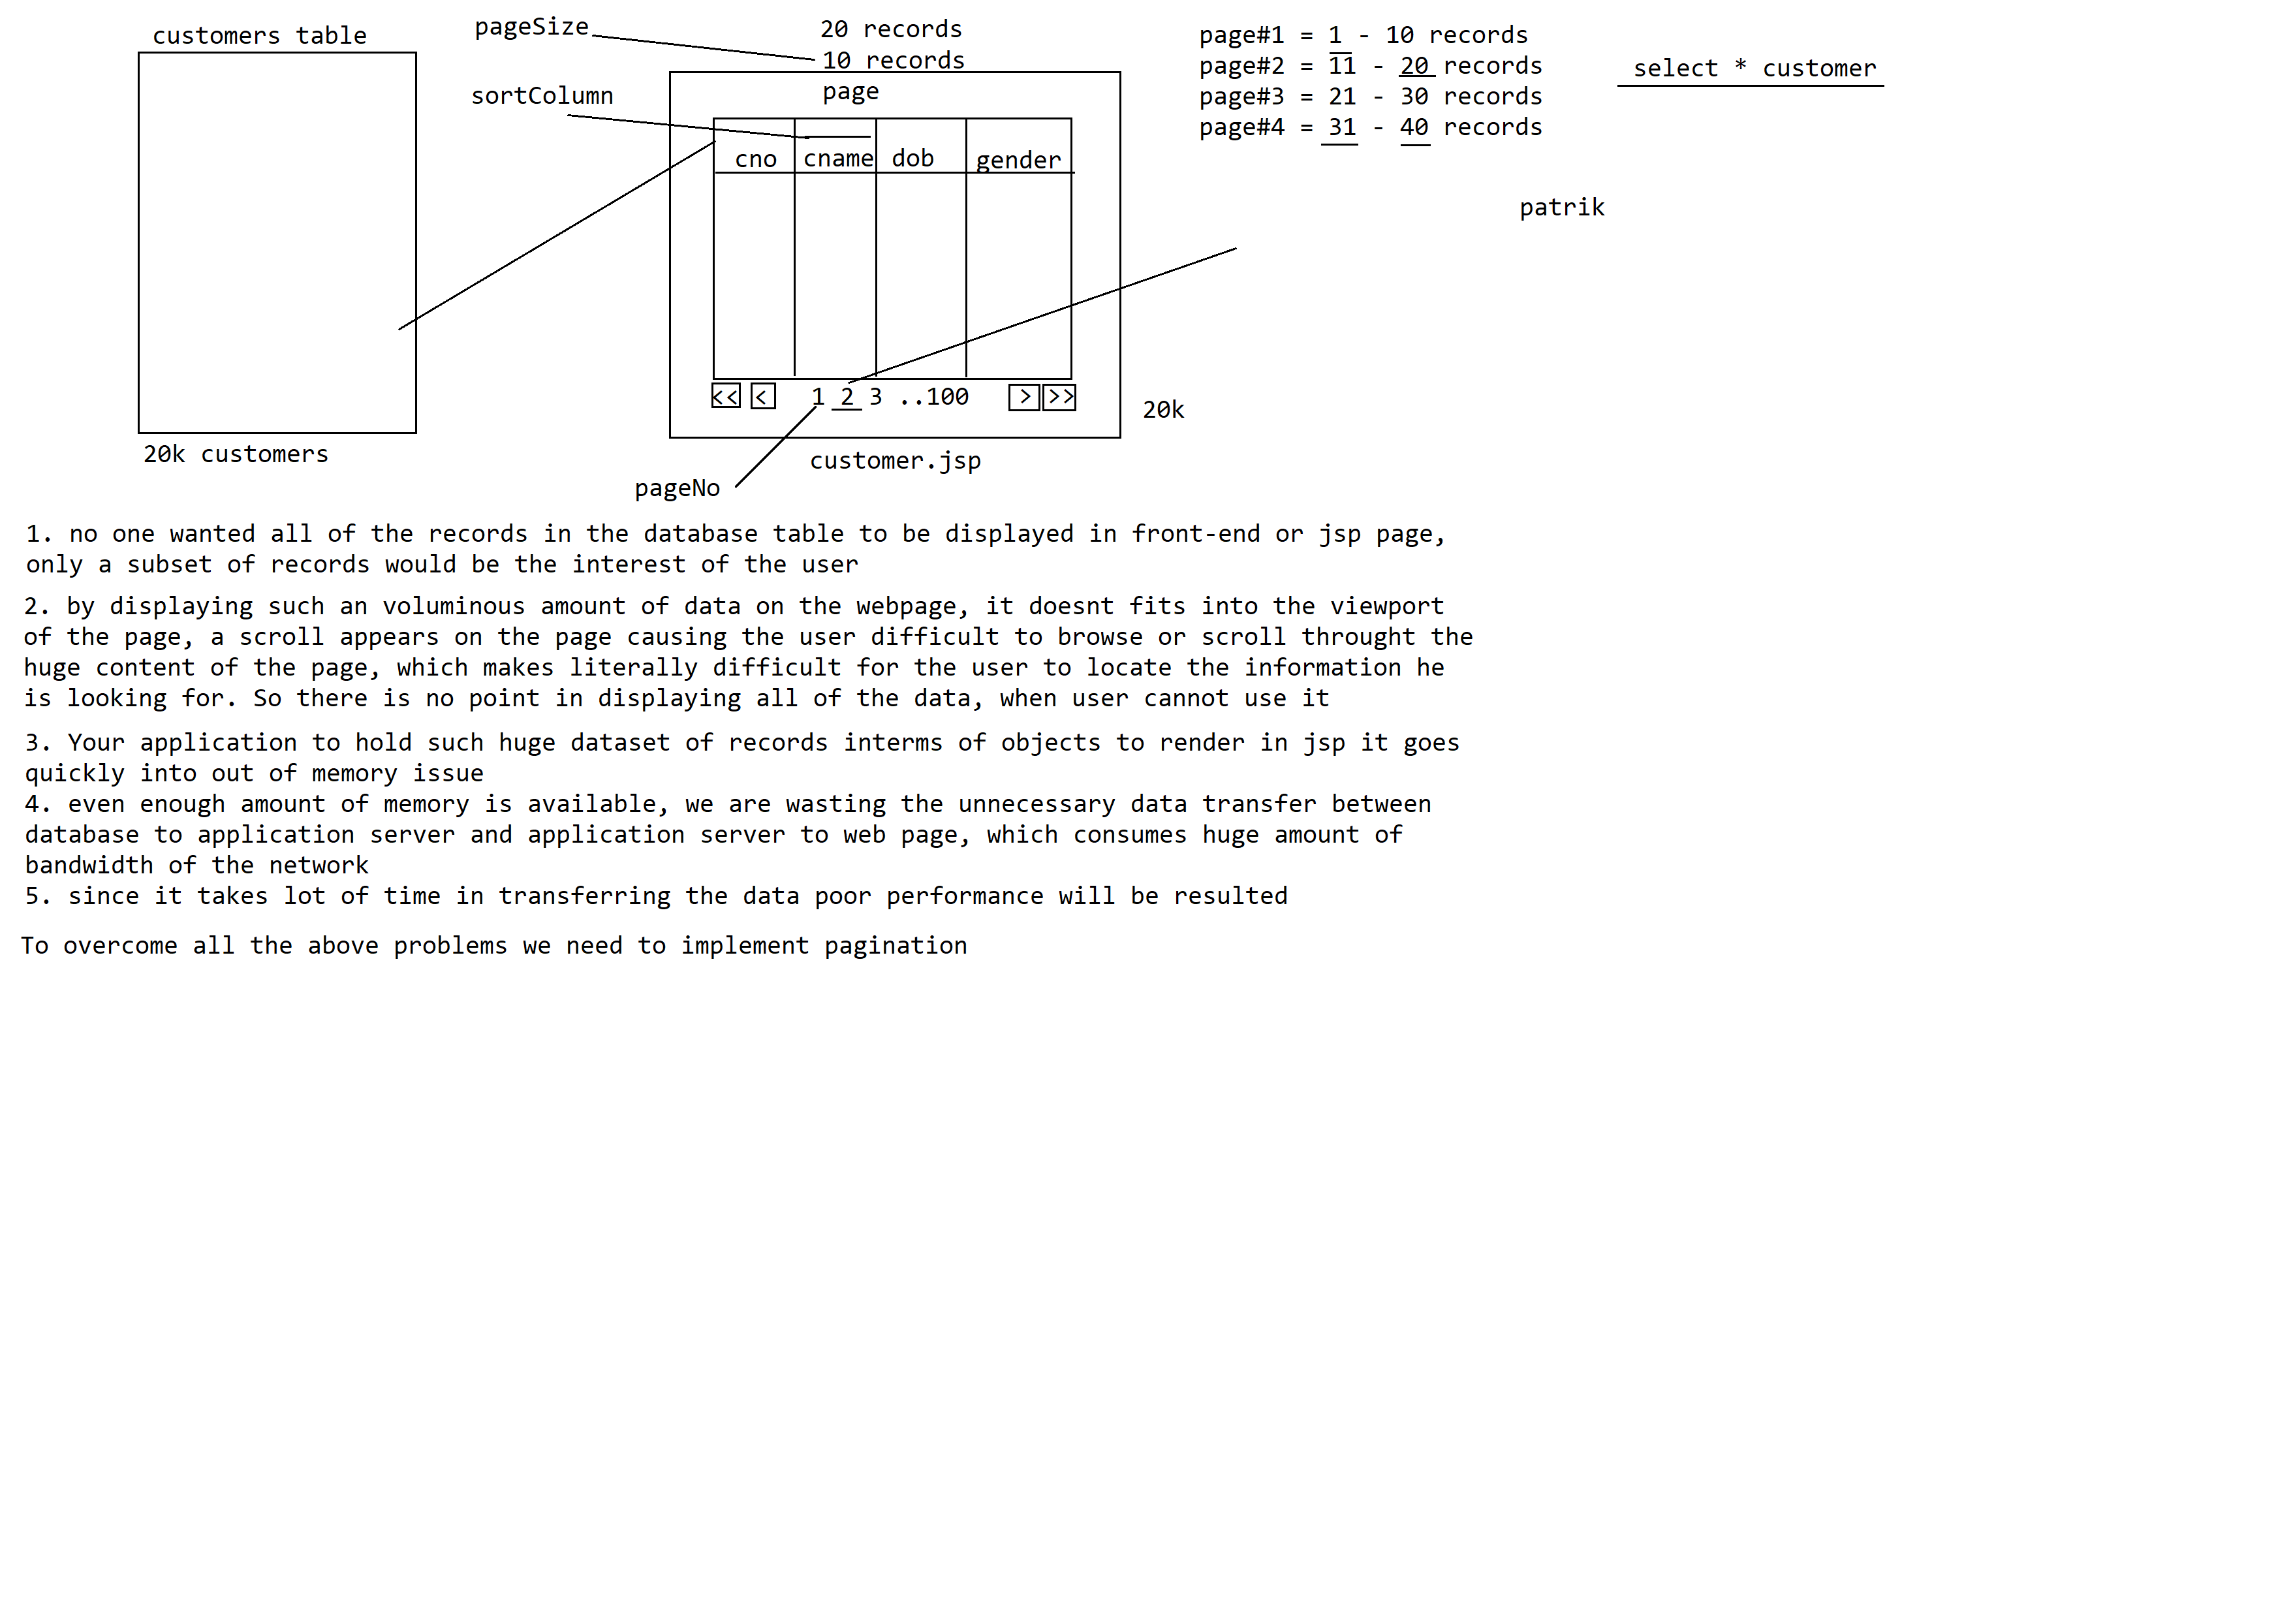 customers table
pageSize
20 records
10 records
page
sortColumn
cno cname dob gender
<< < 1 2 3 ..100 > >>
20k
20k customers
customer.jsp
pageNo
page#1 = 1 - 10 records
page#2 = 11 - 20 records
page#3 = 21 - 30 records
page#4 = 31 - 40 records
select * customer
patrik
1. no one wanted all of the records in the database table to be displayed in front-end or jsp page,
only a subset of records would be the interest of the user
2. by displaying such an voluminous amount of data on the webpage, it doesnt fits into the viewport
of the page, a scroll appears on the page causing the user difficult to browse or scroll throught the
huge content of the page, which makes literally difficult for the user to locate the information he
is looking for. So there is no point in displaying all of the data, when user cannot use it
3. Your application to hold such huge dataset of records interms of objects to render in jsp it goes
quickly into out of memory issue
4. even enough amount of memory is available, we are wasting the unnecessary data transfer between
database to application server and application server to web page, which consumes huge amount of
bandwidth of the network
5. since it takes lot of time in transferring the data poor performance will be resulted
To overcome all the above problems we need to implement pagination